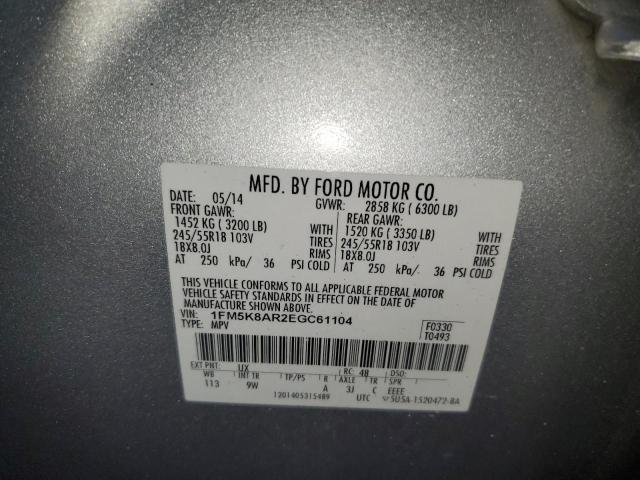 MFD. BY FORD MOTOR CO.
DATE: 05/14 GVWR: 2858 KG ( 6300 LB)
FRONT GAWR: REAR GAWR:
1452 KG ( 3200 LB) WITH 1520 KG ( 3350 LB) WITH
245/55R18 103V TIRES 245/55R18 103V TIRES
18X8.0J RIMS 18X8.0J RIMS
AT 250 kPa/ 36 PSI COLD AT 250 kPa/ 36 PSI COLD
THIS VEHICLE CONFORMS TO ALL APPLICABLE FEDERAL MOTOR
VEHICLE SAFETY STANDARDS IN EFFECT ON THE DATE OF
MANUFACTURE SHOWN ABOVE.
VIN: 1FM5K8AR2EGC61104 F0330
TYPE: MPV T0493
EXT PNT: UX RC: 48 DSO:
WB INT TR TP/PS R AXLE TR SPR
113 9W A 3J C EEEE
1201405315489 UTC 5U5A-1520472-BA